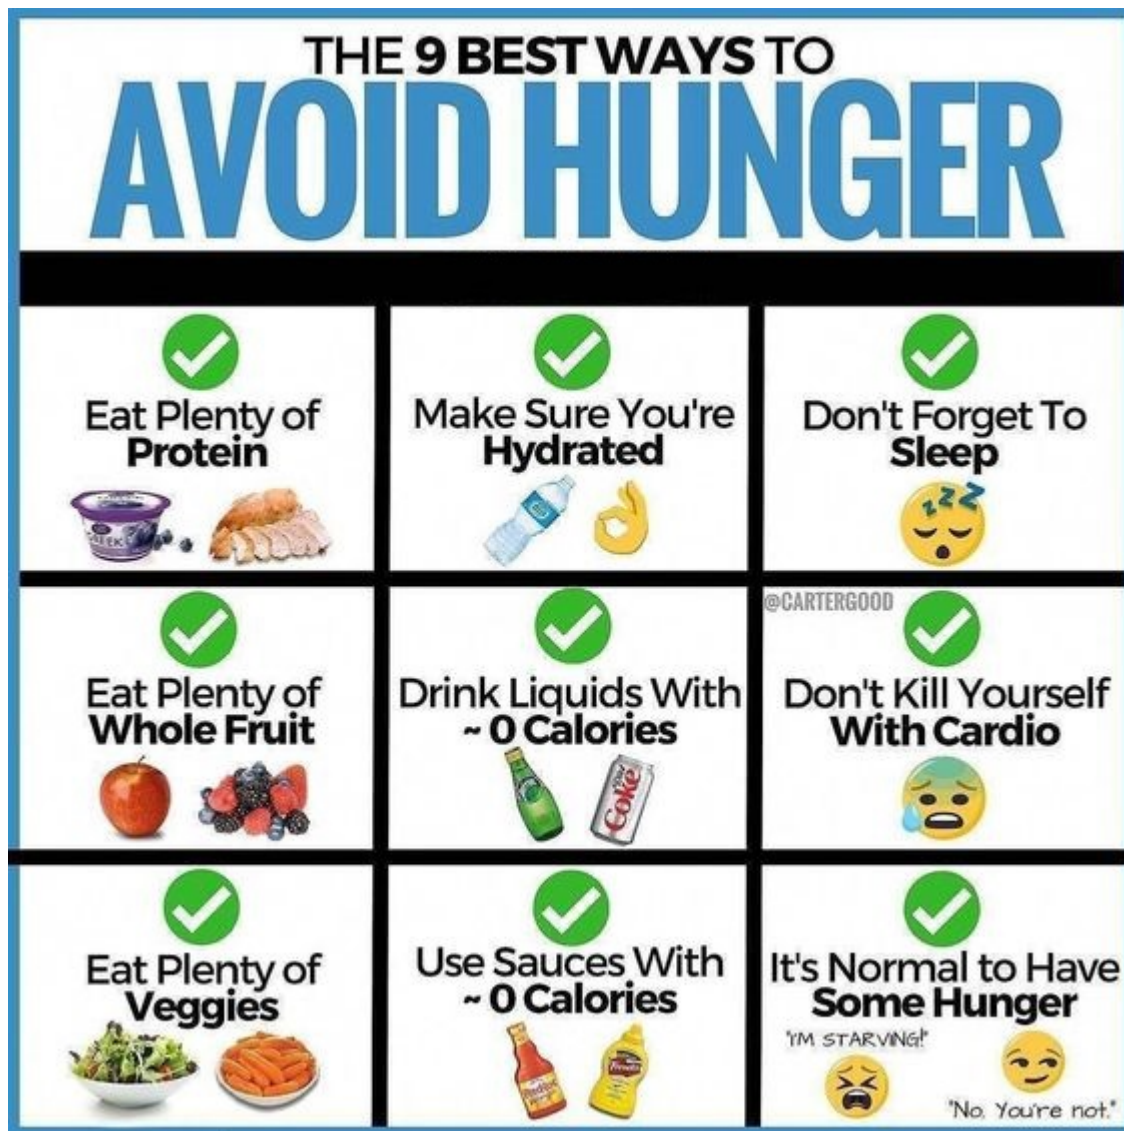 THE 9 BEST WAYS TO
AVOID HUNGER
Eat Plenty of
Protein
GREEK
Make Sure You're
Hydrated
Don't Forget To
Sleep
z z z
Eat Plenty of
Whole Fruit
Drink Liquids With
~ 0 Calories
Coke
@CARTERGOOD
Don't Kill Yourself
With Cardio
Eat Plenty of
Veggies
Use Sauces With
~ 0 Calories
It's Normal to Have
Some Hunger
"I'M STARVING!"
"No. You're not."